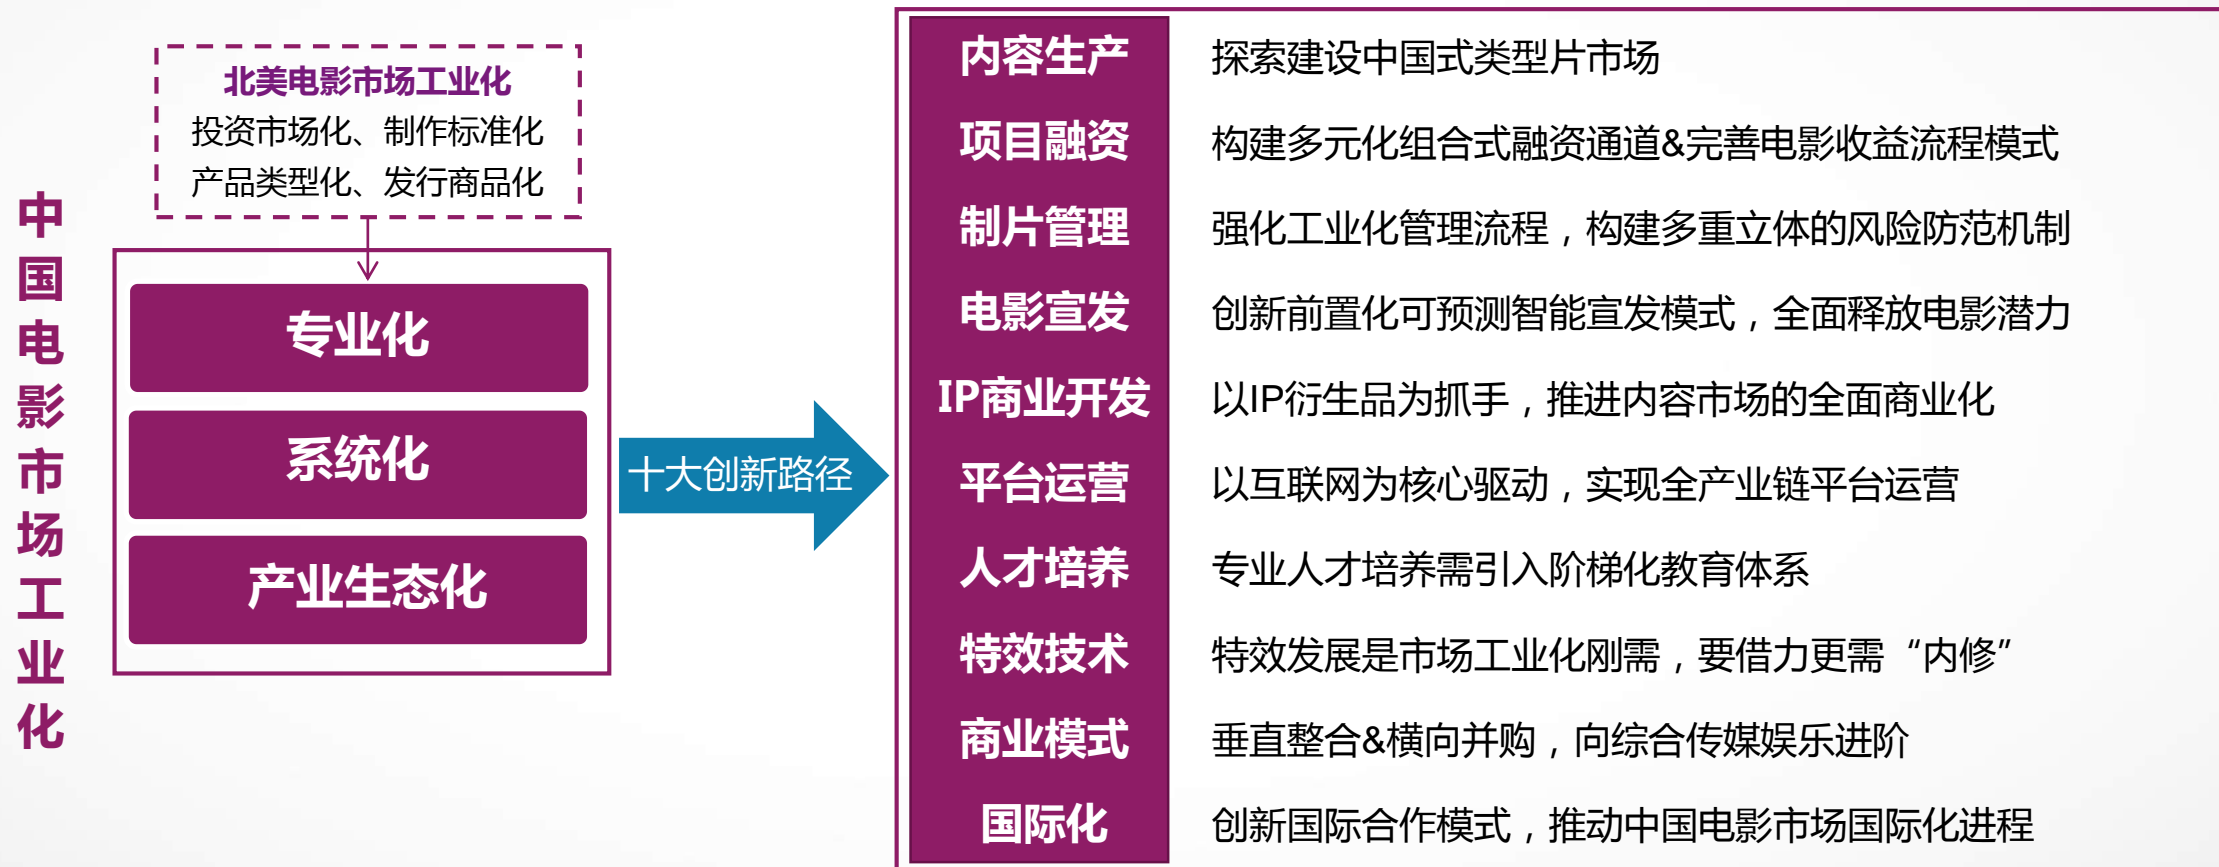 中国电影市场工业化
北美电影市场工业化
投资市场化、制作标准化
产品类型化、发行商品化
专业化
系统化
产业生态化
十大创新路径
内容生产 探索建设中国式类型片市场
项目融资 构建多元化组合式融资通道&完善电影收益流程模式
制片管理 强化工业化管理流程，构建多重立体的风险防范机制
电影宣发 创新前置化可预测智能宣发模式，全面释放电影潜力
IP商业开发 以IP衍生品为抓手，推进内容市场的全面商业化
平台运营 以互联网为核心驱动，实现全产业链平台运营
人才培养 专业人才培养需引入阶梯化教育体系
特效技术 特效发展是市场工业化刚需，要借力更需“内修”
商业模式 垂直整合&横向并购，向综合传媒娱乐进阶
国际化 创新国际合作模式，推动中国电影市场国际化进程